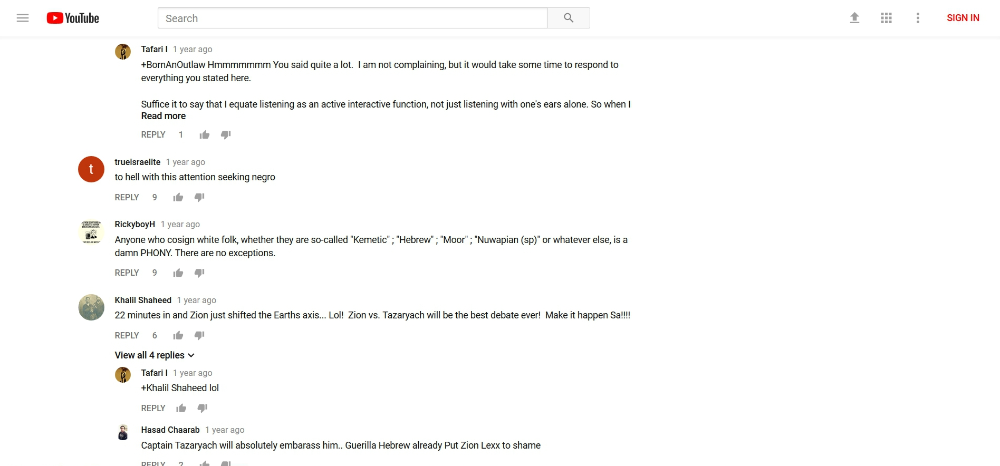 YouTube
Search
SIGN IN
Tafari I 1 year ago
+BornAnOutlaw Hmmmmmmm You said quite a lot. I am not complaining, but it would take some time to respond to
everything you stated here.
Suffice it to say that I equate listening as an active interactive function, not just listening with one's ears alone. So when I
Read more
REPLY 1
t
trueisraelite 1 year ago
to hell with this attention seeking negro
REPLY 9
RickyboyH 1 year ago
Anyone who cosign white folk, whether they are so-called "Kemetic" ; "Hebrew" ; "Moor" ; "Nuwapian (sp)" or whatever else, is a
damn PHONY. There are no exceptions.
REPLY 9
Khalil Shaheed 1 year ago
22 minutes in and Zion just shifted the Earths axis... Lol! Zion vs. Tazaryach will be the best debate ever! Make it happen Sa!!!!
REPLY 6
View all 4 replies
Tafari I 1 year ago
+Khalil Shaheed lol
REPLY
Hasad Chaarab 1 year ago
Captain Tazaryach will absolutely embarass him.. Guerilla Hebrew already Put Zion Lexx to shame
REPLY 2